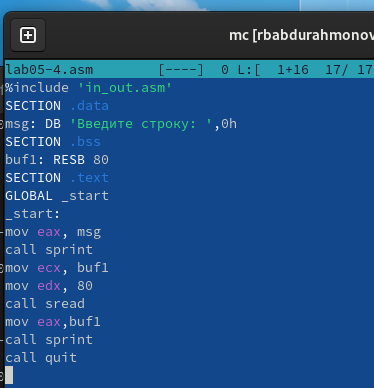 mc [rbabdurahmonov
lab05-4.asm [----] 0 L:[ 1+16 17/ 17
%include 'in_out.asm'
SECTION .data
msg: DB 'Введите строку: ',0h
SECTION .bss
buf1: RESB 80
SECTION .text
GLOBAL _start
_start:
mov eax, msg
call sprint
mov ecx, buf1
mov edx, 80
call sread
mov eax,buf1
call sprint
call quit